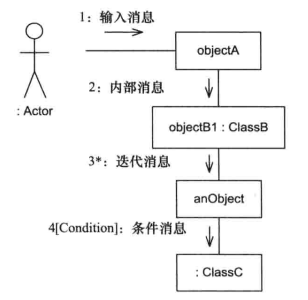 1：输入消息
objectA
: Actor
2：内部消息
objectB1 : ClassB
3*：迭代消息
anObject
4[Condition]：条件消息
: ClassC